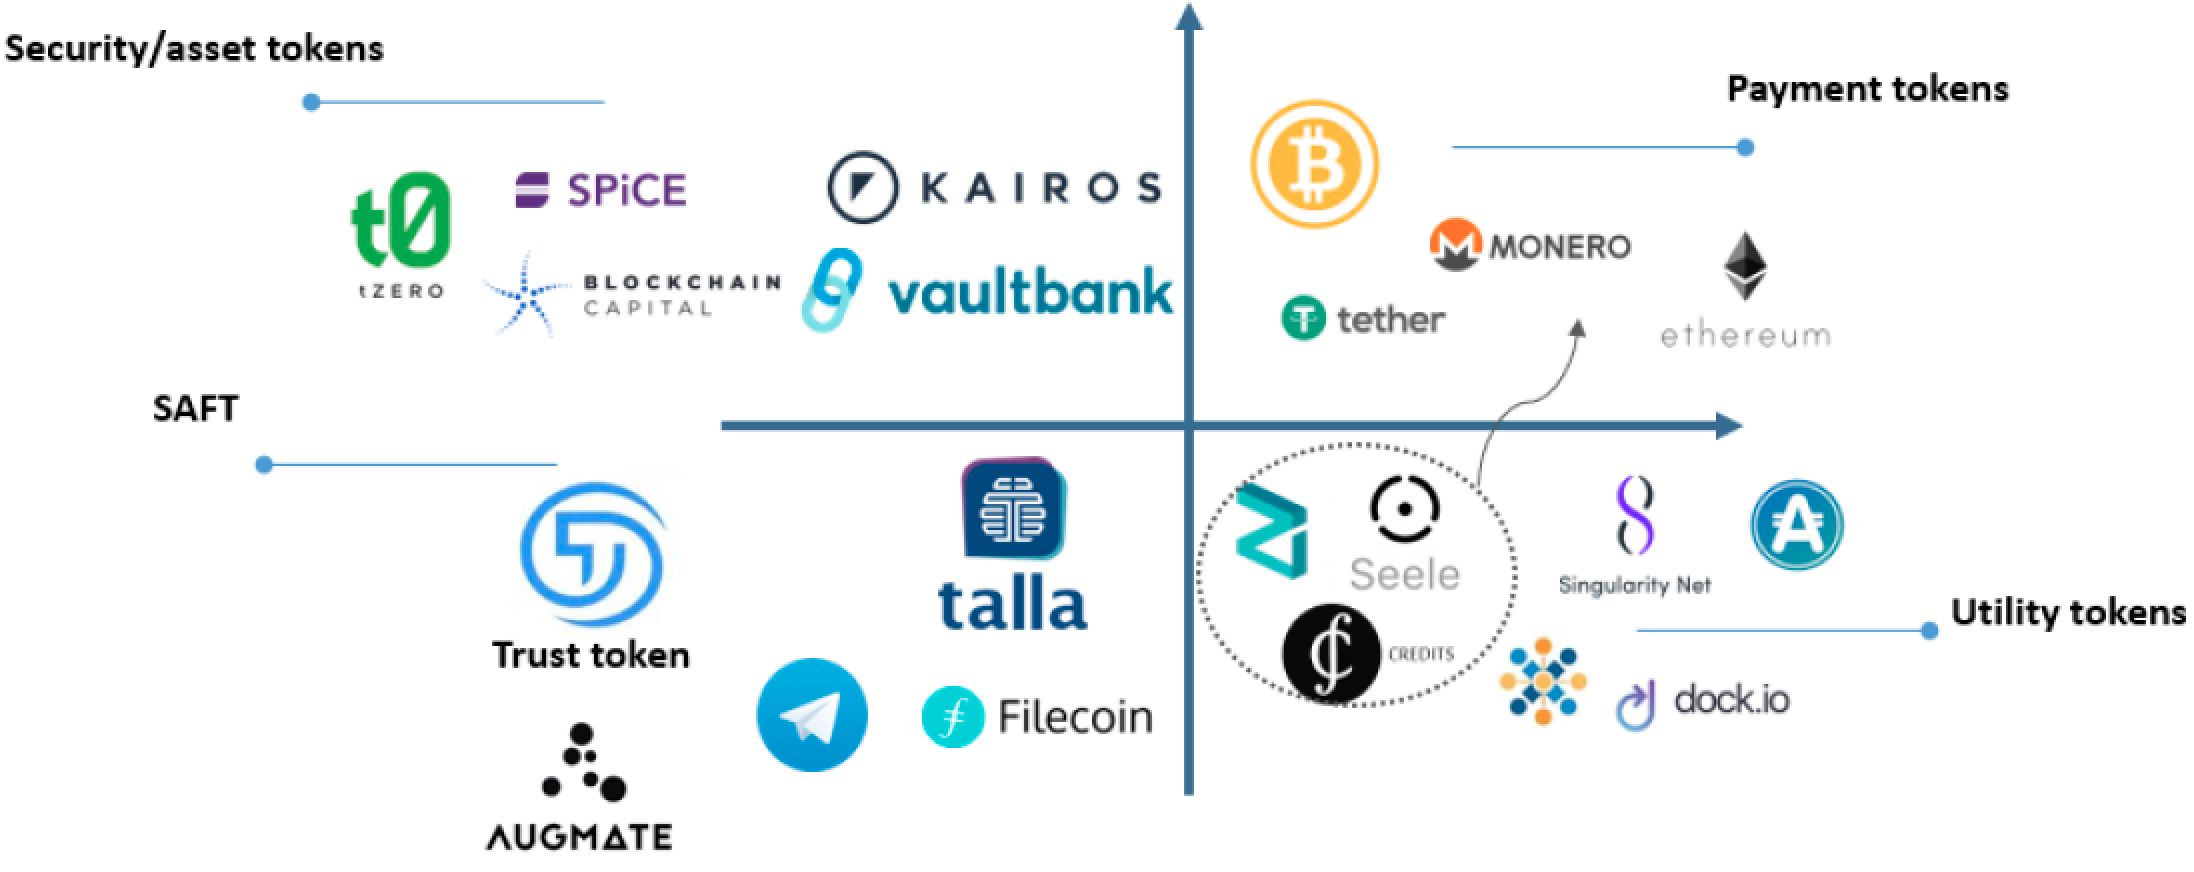 Security/asset tokens
Payment tokens
t0
tZERO
SPiCE
KAIROS
BLOCKCHAIN
CAPITAL
vaultbank
MONERO
tether
ethereum
SAFT
Trust token
talla
Filecoin
AUGMATE
Seele
CREDITS
Singularity Net
Utility tokens
dock.io